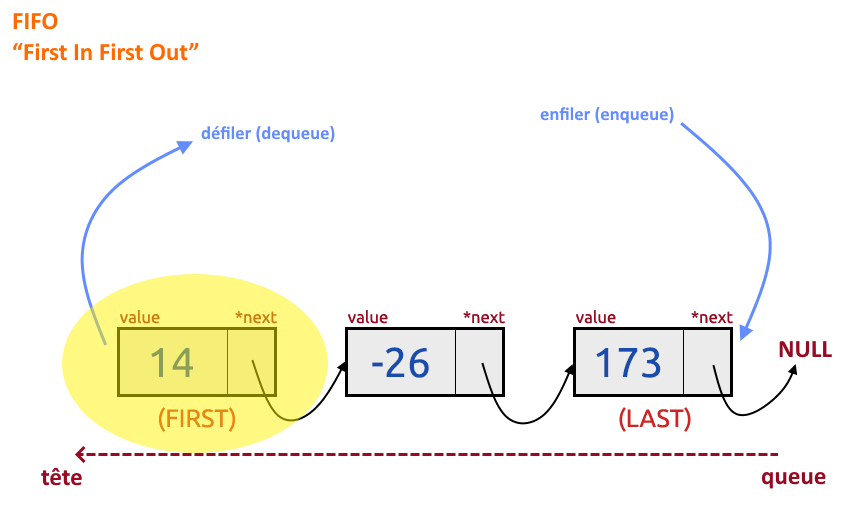 FIFO
“First In First Out”
défiler (dequeue)
enfiler (enqueue)
value *next
value *next
value *next
14
-26
173
NULL
(FIRST)
(LAST)
tête
queue